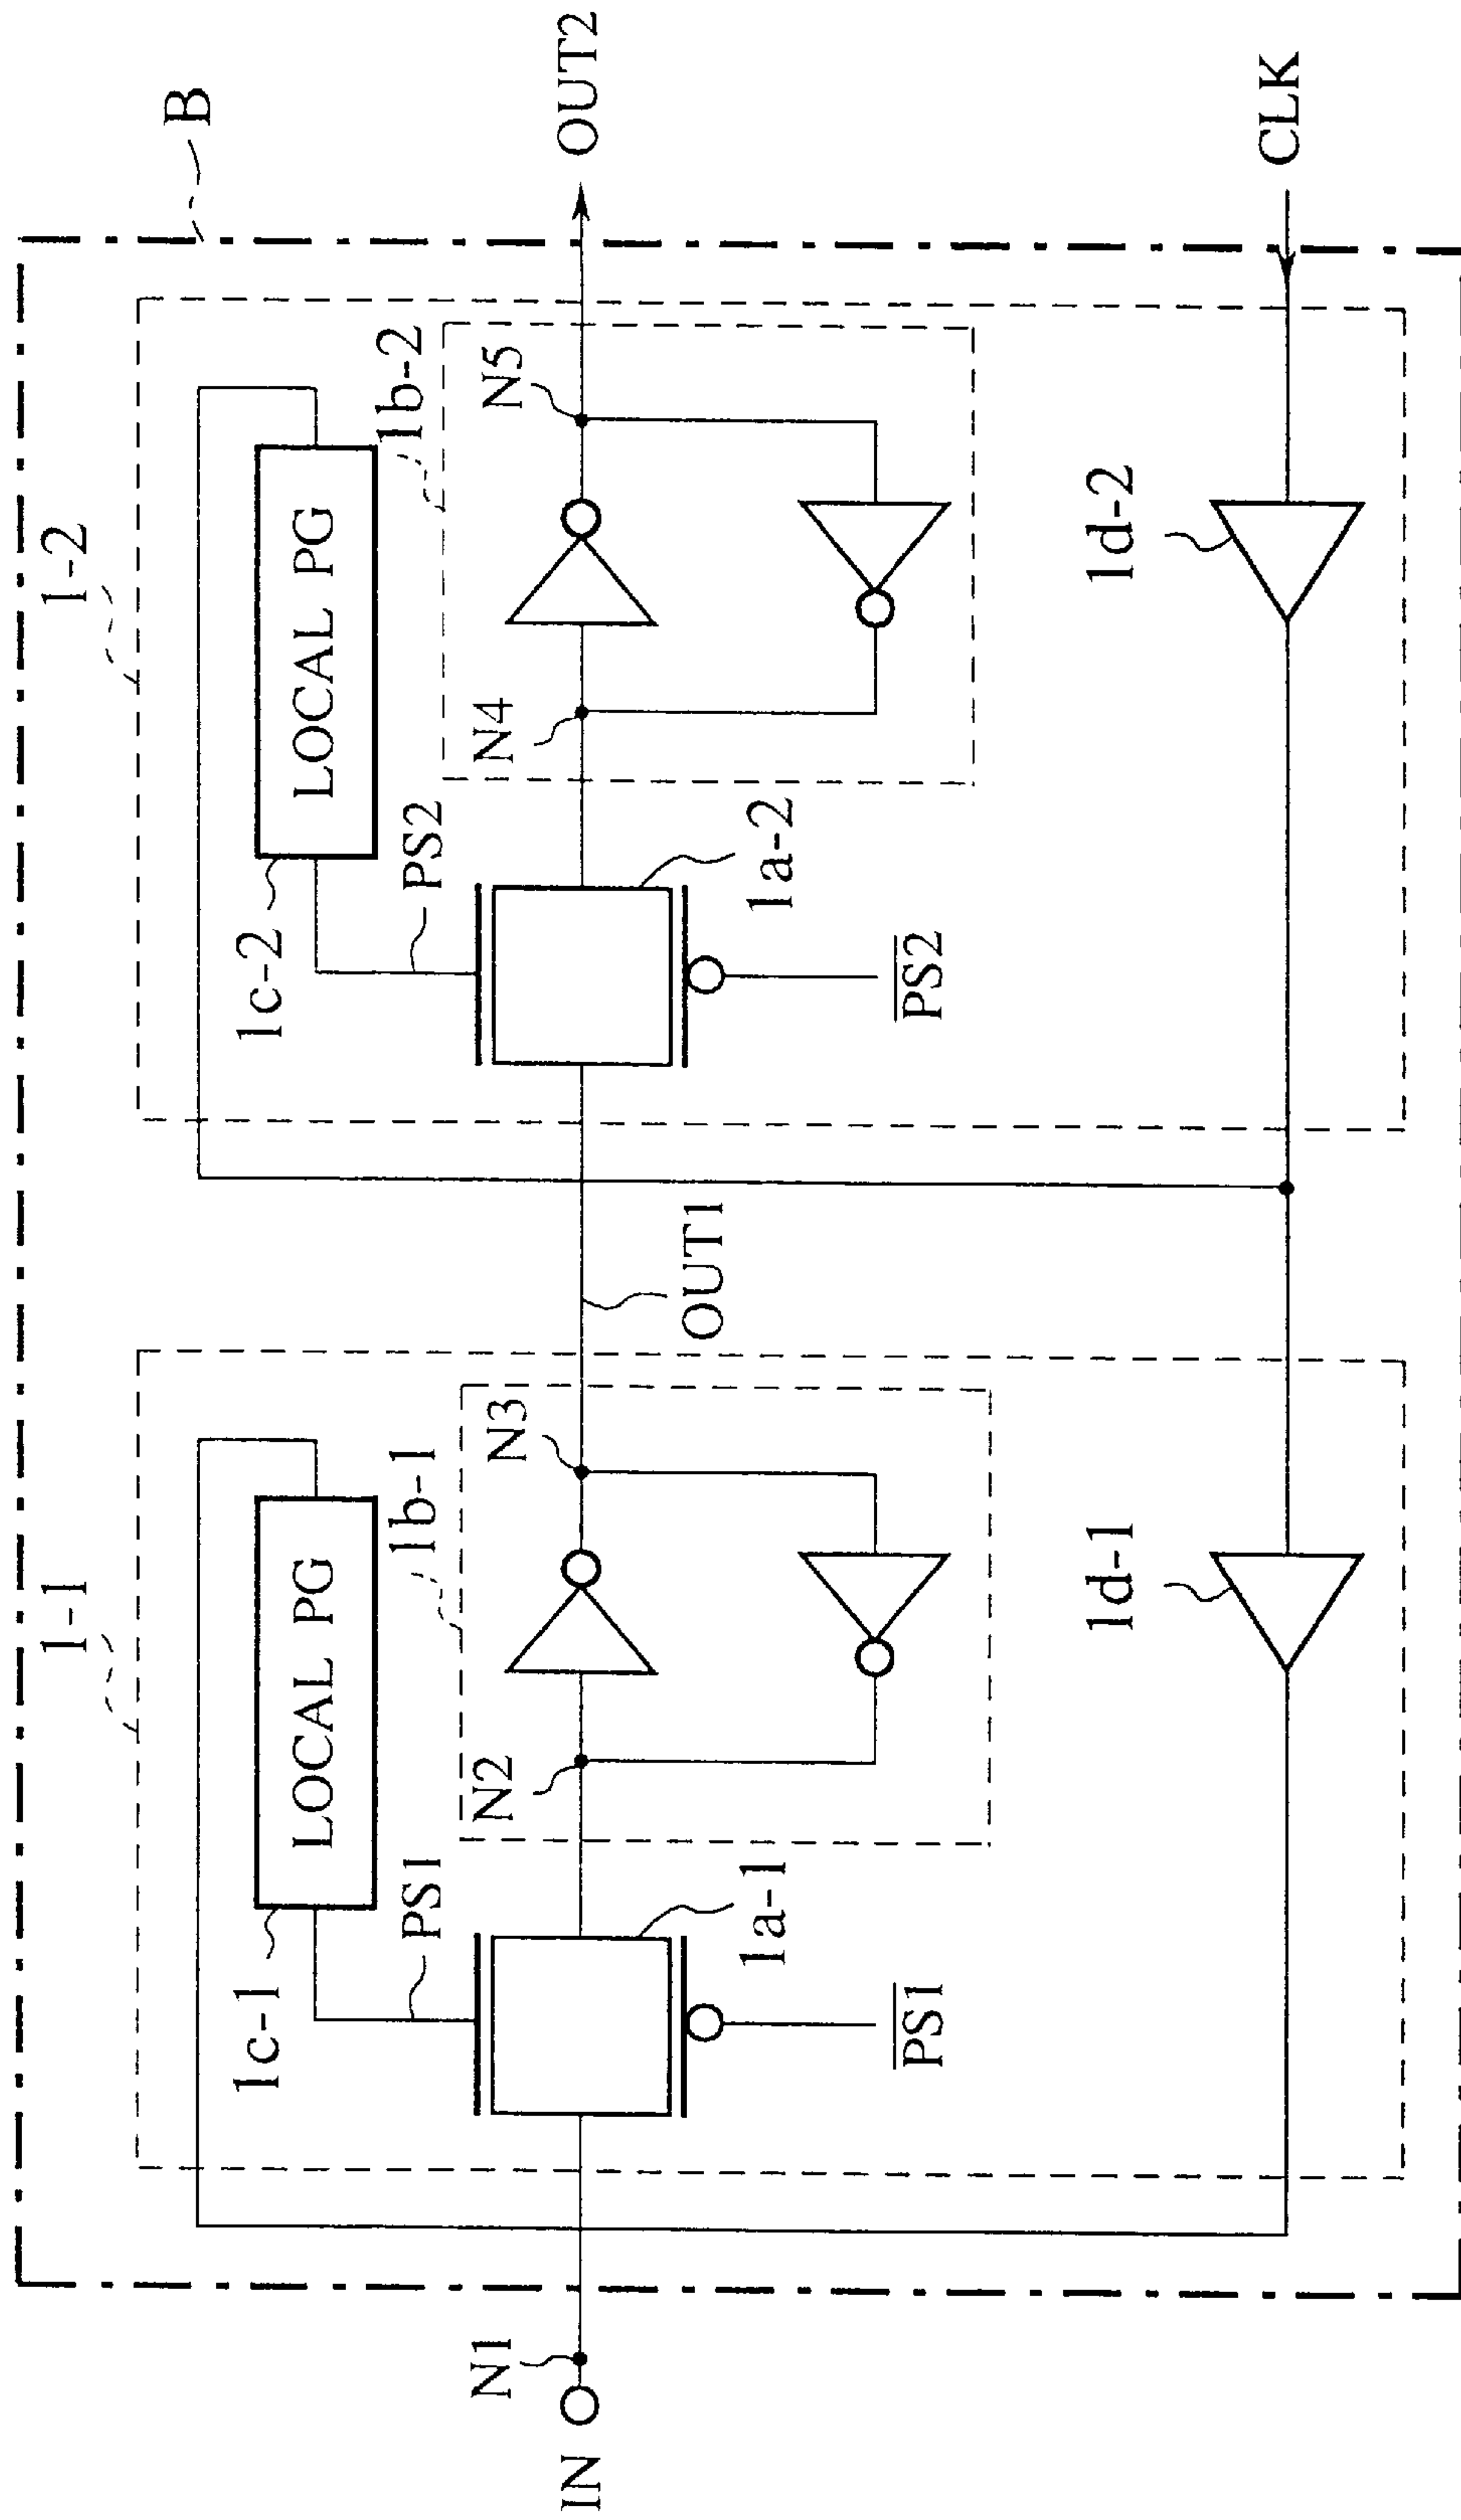 B
1-1
1-2
LOCAL PG
LOCAL PG
1c-1
PS1
1b-1
1c-2
PS2
1b-2
N1
N2
N3
N4
N5
IN
OUT1
OUT2
1a-1
1a-2
PS1
PS2
1d-1
1d-2
CLK